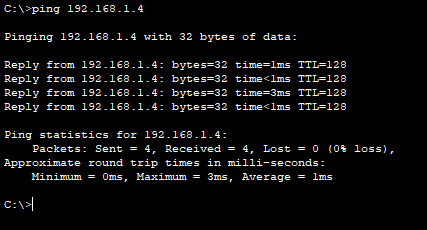 C:\>ping 192.168.1.4
Pinging 192.168.1.4 with 32 bytes of data:
Reply from 192.168.1.4: bytes=32 time=1ms TTL=128
Reply from 192.168.1.4: bytes=32 time<1ms TTL=128
Reply from 192.168.1.4: bytes=32 time=3ms TTL=128
Reply from 192.168.1.4: bytes=32 time<1ms TTL=128
Ping statistics for 192.168.1.4:
Packets: Sent = 4, Received = 4, Lost = 0 (0% loss),
Approximate round trip times in milli-seconds:
Minimum = 0ms, Maximum = 3ms, Average = 1ms
C:\>